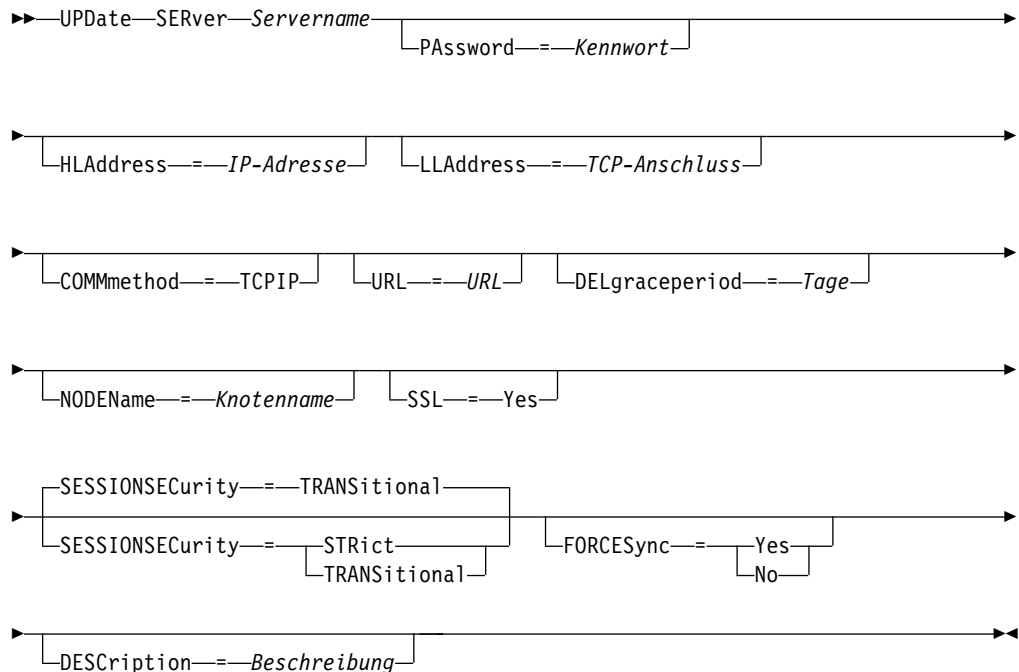 UPDate SERver Servername
PAssword = Kennwort
HLAddress = IP-Adresse LLAddress = TCP-Anschluss
COMMmethod = TCPIP URL = URL DELgraceperiod = Tage
NODEName = Knotenname SSL = Yes
SESSIONSECurity = TRANSitional
SESSIONSECurity = STRict FORCESync = Yes
TRANSitional No
DESCription = Beschreibung